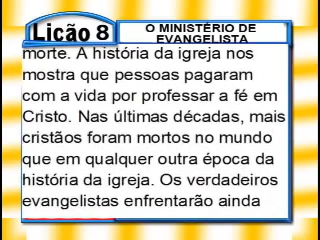 Lição 8
O MINISTÉRIO DE
EVANGELISTA
morte. A história da igreja nos
mostra que pessoas pagaram
com a vida por professar a fé em
Cristo. Nas últimas décadas, mais
cristãos foram mortos no mundo
que em qualquer outra época da
história da igreja. Os verdadeiros
evangelistas enfrentarão ainda